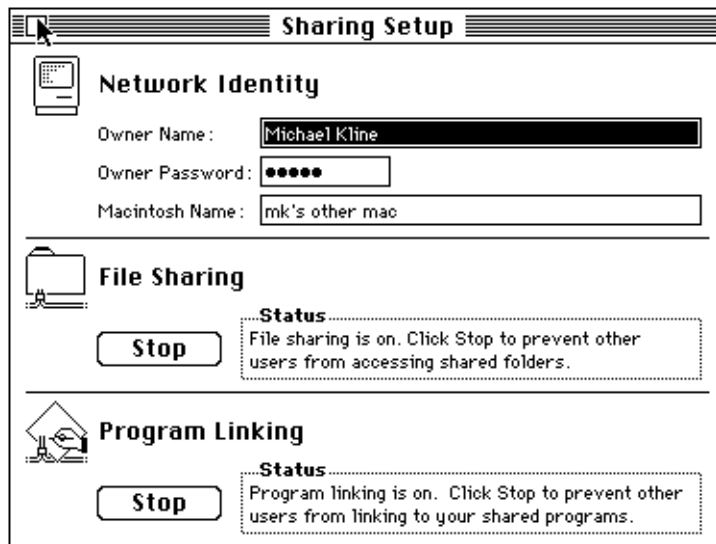 Sharing Setup
Network Identity
Owner Name: Michael Kline
Owner Password: •••••
Macintosh Name: mk's other mac
File Sharing
Status
Stop
File sharing is on. Click Stop to prevent other
users from accessing shared folders.
Program Linking
Status
Stop
Program linking is on. Click Stop to prevent other
users from linking to your shared programs.